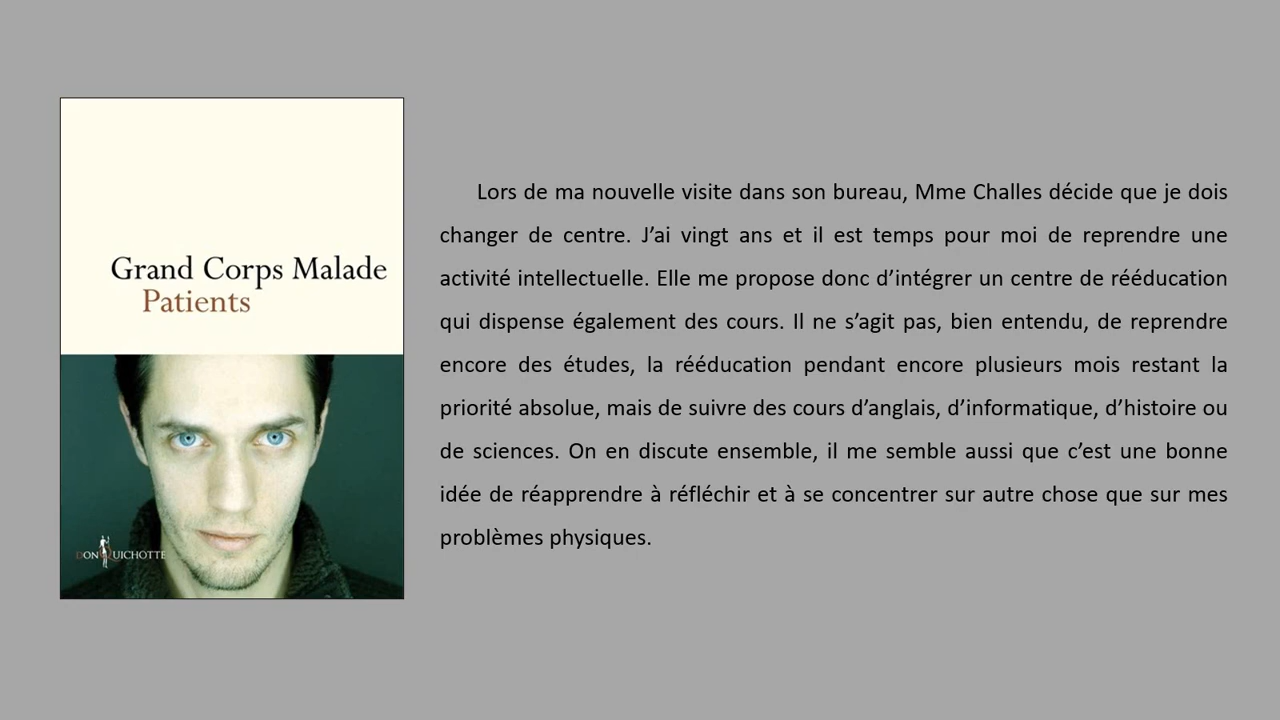 Grand Corps Malade
Patients
DON QUICHOTTE
Lors de ma nouvelle visite dans son bureau, Mme Challes décide que je dois
changer de centre. J’ai vingt ans et il est temps pour moi de reprendre une
activité intellectuelle. Elle me propose donc d’intégrer un centre de rééducation
qui dispense également des cours. Il ne s’agit pas, bien entendu, de reprendre
encore des études, la rééducation pendant encore plusieurs mois restant la
priorité absolue, mais de suivre des cours d’anglais, d’informatique, d’histoire ou
de sciences. On en discute ensemble, il me semble aussi que c’est une bonne
idée de réapprendre à réfléchir et à se concentrer sur autre chose que sur mes
problèmes physiques.